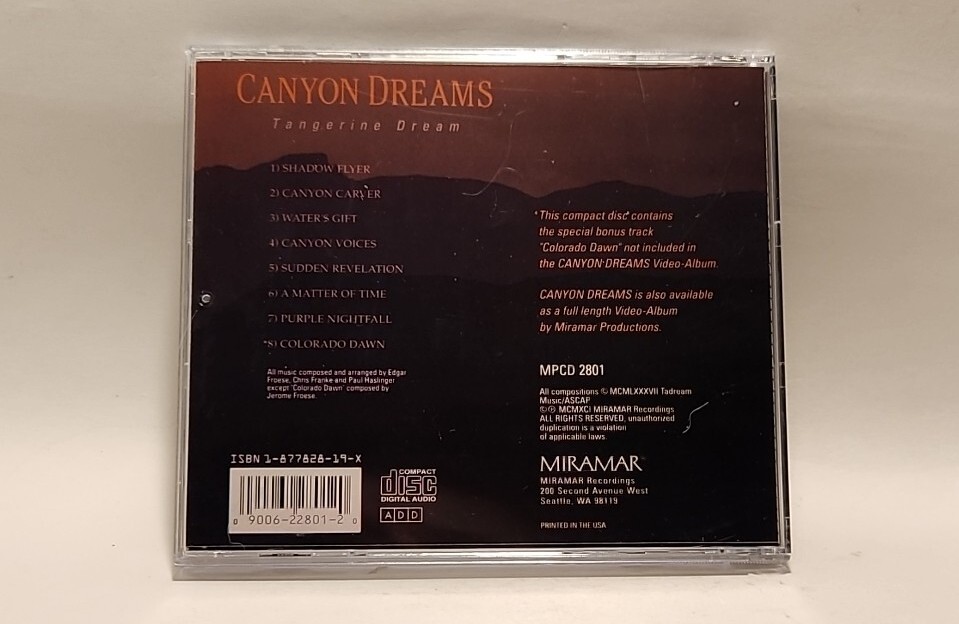 CANYON DREAMS
Tangerine Dream
1) SHADOW FLYER
2) CANYON CARVER
3) WATER'S GIFT
4) CANYON VOICES
5) SUDDEN REVELATION
6) A MATTER OF TIME
7) PURPLE NIGHTFALL
*8) COLORADO DAWN
All music composed and arranged by Edgar
Froese, Chris Franke and Paul Haslinger
except "Colorado Dawn" composed by
Jerome Froese.
*This compact disc contains
the special bonus track
"Colorado Dawn" not included in
the CANYON DREAMS Video-Album.
CANYON DREAMS is also available
as a full length Video-Album
by Miramar Productions.
MPCD 2801
All compositions © MCMLXXXVII Tadream
Music/ASCAP
©℗ MCMXCI MIRAMAR Recordings
ALL RIGHTS RESERVED, unauthorized
duplication is a violation
of applicable laws.
MIRAMAR
MIRAMAR Recordings
200 Second Avenue West
Seattle, WA 98119
PRINTED IN THE USA
ISBN 1-877828-19-X
0 9006-22801-2 0
COMPACT
disc
DIGITAL AUDIO
A D D